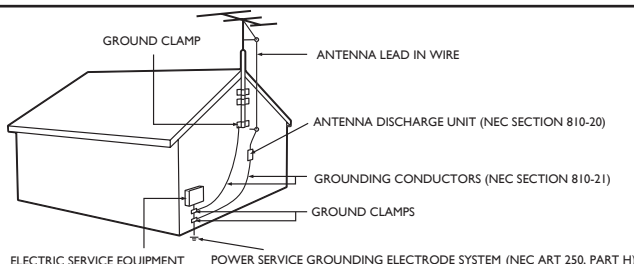 GROUND CLAMP
ANTENNA LEAD IN WIRE
ANTENNA DISCHARGE UNIT (NEC SECTION 810-20)
GROUNDING CONDUCTORS (NEC SECTION 810-21)
GROUND CLAMPS
ELECTRIC SERVICE EQUIPMENT
POWER SERVICE GROUNDING ELECTRODE SYSTEM (NEC ART 250, PART H)